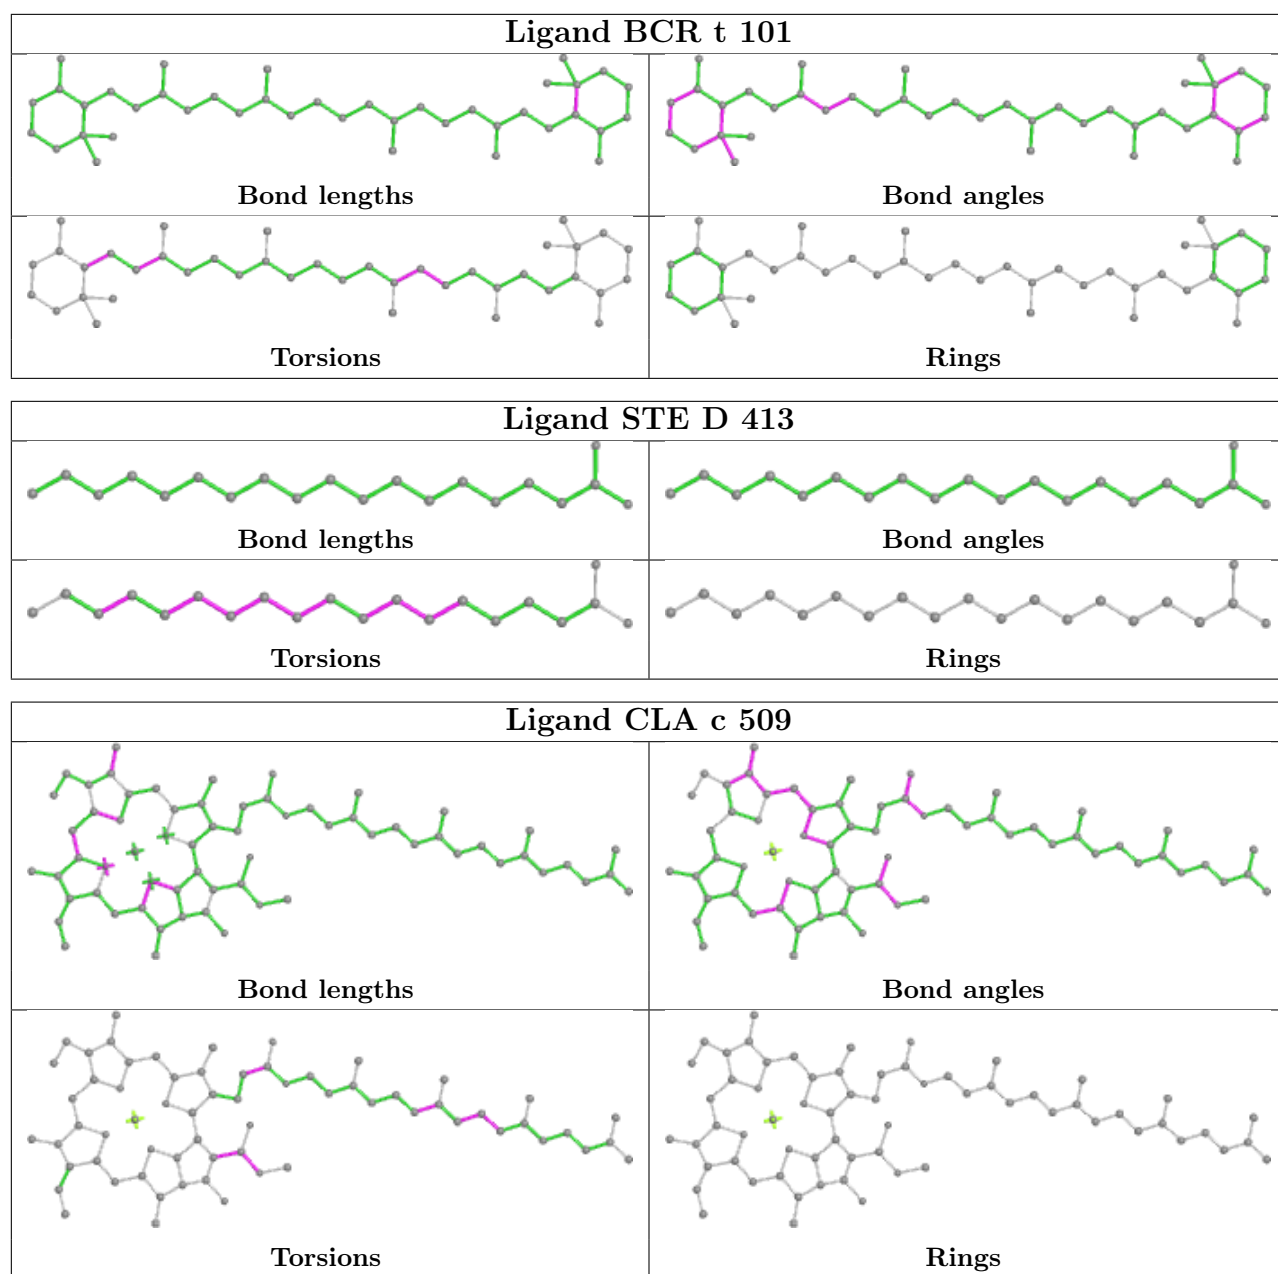 Ligand BCR t 101
Bond lengths
Bond angles
Torsions
Rings
Ligand STE D 413
Bond lengths
Bond angles
Torsions
Rings
Ligand CLA c 509
Bond lengths
Bond angles
Torsions
Rings